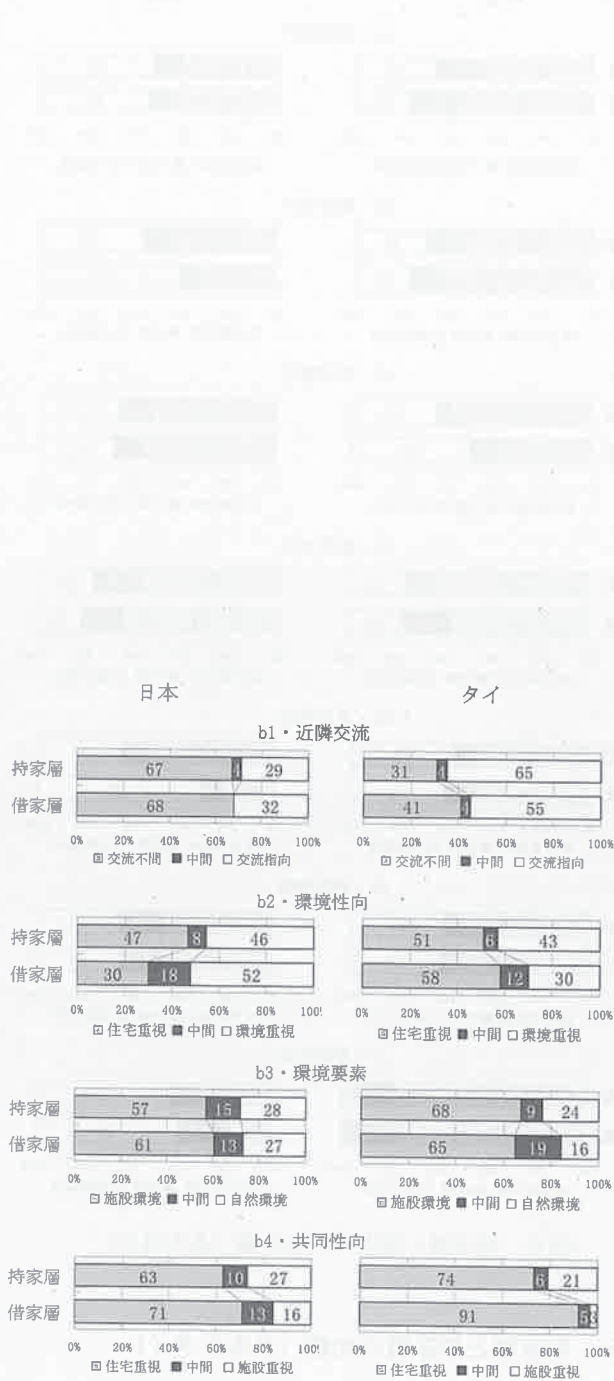 日本 タイ
b1・近隣交流
持家層 67 4 29 31 4 65
借家層 68 32 41 4 55
0% 20% 40% 60% 80% 100% 0% 20% 40% 60% 80% 100%
交流不問 中間 交流指向 交流不問 中間 交流指向
b2・環境性向
持家層 47 8 46 51 6 43
借家層 30 18 52 58 12 30
0% 20% 40% 60% 80% 100% 0% 20% 40% 60% 80% 100%
住宅重視 中間 環境重視 住宅重視 中間 環境重視
b3・環境要素
持家層 57 15 28 68 9 24
借家層 61 13 27 65 19 16
0% 20% 40% 60% 80% 100% 0% 20% 40% 60% 80% 100%
施設環境 中間 自然環境 施設環境 中間 自然環境
b4・共同性向
持家層 63 10 27 74 6 21
借家層 71 13 16 91 5 3
0% 20% 40% 60% 80% 100% 0% 20% 40% 60% 80% 100%
住宅重視 中間 施設重視 住宅重視 中間 施設重視